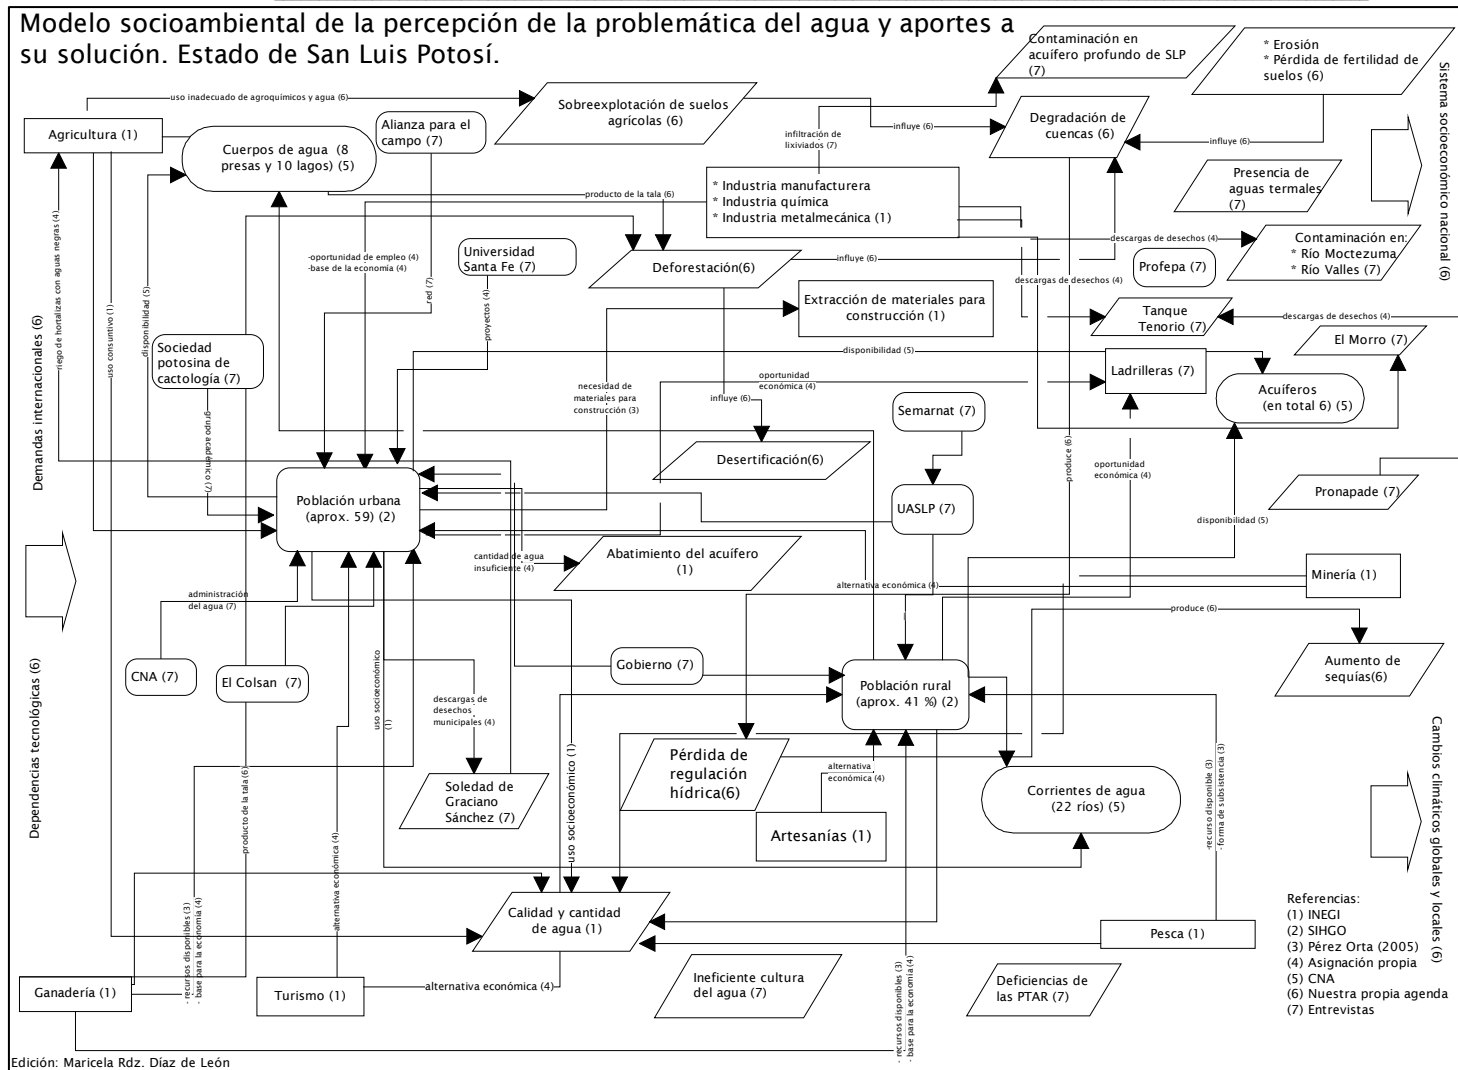 Modelo socioambiental de la percepción de la problemática del agua y aportes a
su solución. Estado de San Luis Potosí.
Contaminación en
acuífero profundo de SLP
(7)
* Erosión
* Pérdida de fertilidad de
suelos (6)
Sistema socioeconómico nacional (6)
uso inadecuado de agroquímicos y agua (6)
Sobreexplotación de suelos
agrícolas (6)
Agricultura (1)
Cuerpos de agua (8
presas y 10 lagos) (5)
Alianza para el
campo (7)
influye (6)
infiltración de
lixiviados (7)
Degradación de
cuencas (6)
influye (6)
Presencia de
aguas termales
(7)
producto de la tala (6)
* Industria manufacturera
* Industria química
* Industria metalmecánica (1)
riego de hortalizas con aguas negras (4)
-oportunidad de empleo (4)
-base de la economía (4)
red (7)
Universidad
Santa Fe (7)
Deforestación(6)
influye (6)
descargas de desechos (4)
Contaminación en:
* Río Moctezuma
* Río Valles (7)
Profepa (7)
descargas de desechos (4)
Extracción de materiales para
construcción (1)
Tanque
Tenorio (7)
descargas de desechos (4)
El Morro (7)
Demandas internacionales (6)
uso consuntivo (1)
disponibilidad (5)
proyectos (4)
Sociedad
potosina de
cactología (7)
disponibilidad (5)
Ladrilleras (7)
oportunidad
económica (4)
necesidad de
materiales para
construcción (3)
influye (6)
Semarnat (7)
Acuíferos
(en total 6) (5)
grupo académico (7)
Desertificación(6)
produce (6)
oportunidad
económica (4)
Población urbana
(aprox. 59) (2)
UASLP (7)
Pronapade (7)
disponibilidad (5)
cantidad de agua
insuficiente (4)
Abatimiento del acuífero
(1)
Minería (1)
alternativa económica (4)
administración
del agua (7)
produce (6)
Dependencias tecnológicas (6)
CNA (7)
El Colsan (7)
uso socioeconómico
(1)
Gobierno (7)
Población rural
(aprox. 41 %) (2)
Aumento de
sequías(6)
descargas de
desechos
municipales (4)
Pérdida de
regulación
hídrica(6)
alternativa
económica (4)
uso socioeconómico (1)
Soledad de
Graciano
Sánchez (7)
producto de la tala (6)
Artesanías (1)
Corrientes de agua
(22 ríos) (5)
-recurso disponible (3)
- forma de subsistencia (3)
Cambios climáticos globales y locales (6)
alternativa económica (4)
- recursos disponibles (3)
- base para la economía (4)
Calidad y cantidad
de agua (1)
Pesca (1)
Referencias:
(1) INEGI
(2) SIHGO
(3) Pérez Orta (2005)
(4) Asignación propia
(5) CNA
(6) Nuestra propia agenda
(7) Entrevistas
Ganadería (1)
Turismo (1)
alternativa económica (4)
Ineficiente cultura
del agua (7)
- recursos disponibles (3)
- base para la economía (4)
Deficiencias de
las PTAR (7)
Edición: Maricela Rdz. Díaz de León